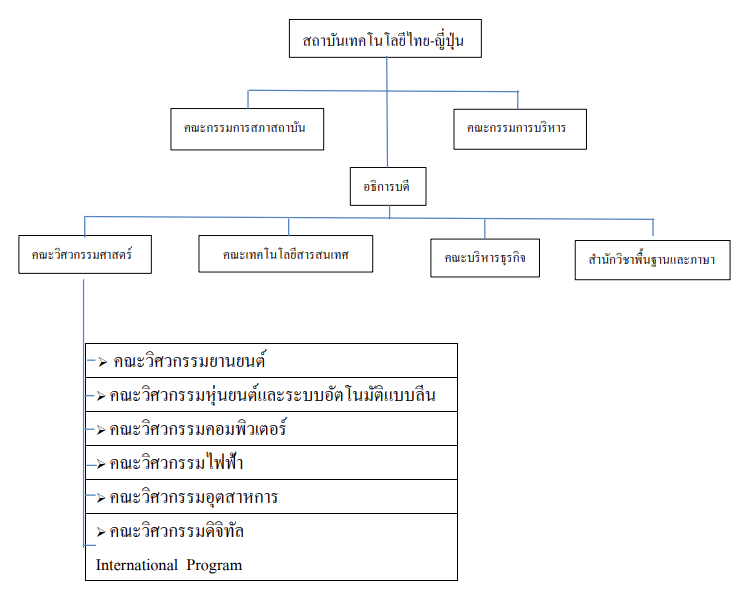 สถาบันเทคโนโลยีไทย-ญี่ปุ่น
คณะกรรมการสภาสถาบัน
คณะกรรมการบริหาร
อธิการบดี
คณะวิศวกรรมศาสตร์
คณะเทคโนโลยีสารสนเทศ
คณะบริหารธุรกิจ
สำนักวิชาพื้นฐานและภาษา
➢ คณะวิศวกรรมยานยนต์
➢ คณะวิศวกรรมหุ่นยนต์และระบบอัตโนมัติแบบลีน
➢ คณะวิศวกรรมคอมพิวเตอร์
➢ คณะวิศวกรรมไฟฟ้า
➢ คณะวิศวกรรมอุตสาหการ
➢ คณะวิศวกรรมดิจิทัล
International Program